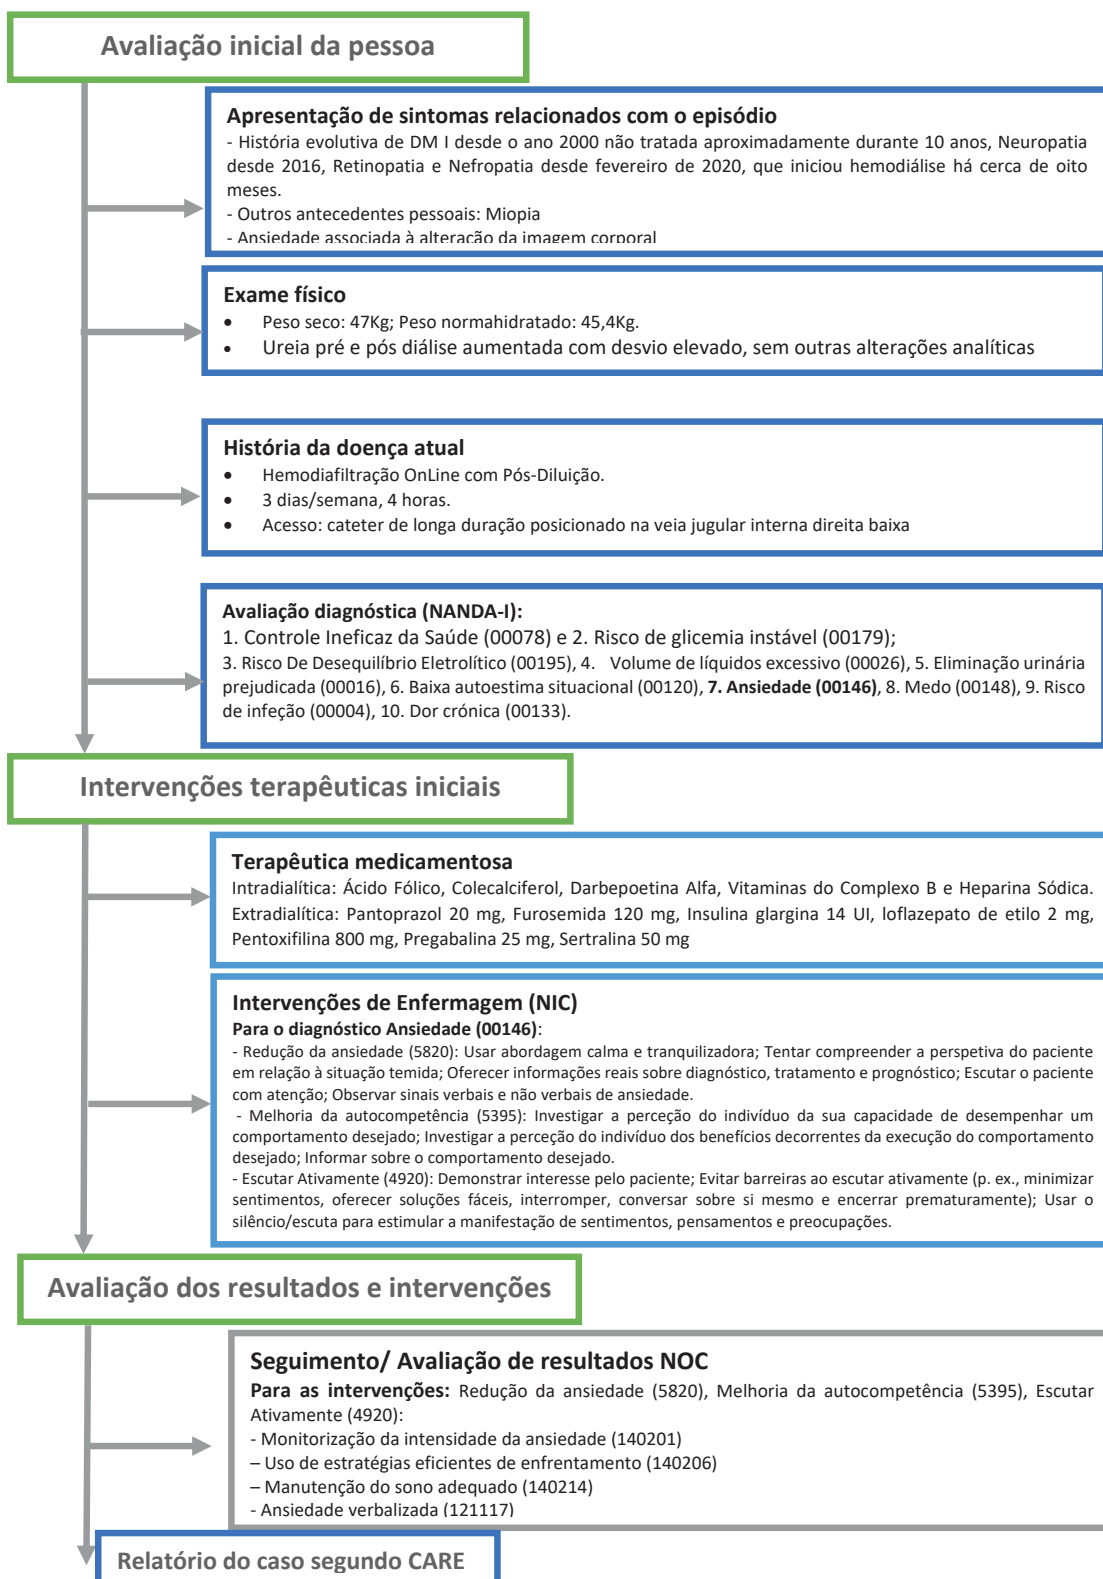 Avaliação inicial da pessoa
Apresentação de sintomas relacionados com o episódio
- História evolutiva de DM I desde o ano 2000 não tratada aproximadamente durante 10 anos, Neuropatia
desde 2016, Retinopatia e Nefropatia desde fevereiro de 2020, que iniciou hemodiálise há cerca de oito
meses.
- Outros antecedentes pessoais: Miopia
- Ansiedade associada à alteração da imagem corporal
Exame físico
• Peso seco: 47Kg; Peso normahidratado: 45,4Kg.
• Ureia pré e pós diálise aumentada com desvio elevado, sem outras alterações analíticas
História da doença atual
• Hemodiafiltração OnLine com Pós-Diluição.
• 3 dias/semana, 4 horas.
• Acesso: cateter de longa duração posicionado na veia jugular interna direita baixa
Avaliação diagnóstica (NANDA-I):
1. Controle Ineficaz da Saúde (00078) e 2. Risco de glicemia instável (00179);
3. Risco De Desequilíbrio Eletrolítico (00195), 4. Volume de líquidos excessivo (00026), 5. Eliminação urinária
prejudicada (00016), 6. Baixa autoestima situacional (00120), 7. Ansiedade (00146), 8. Medo (00148), 9. Risco
de infeção (00004), 10. Dor crónica (00133).
Intervenções terapêuticas iniciais
Terapêutica medicamentosa
Intradialítica: Ácido Fólico, Colecalciferol, Darbepoetina Alfa, Vitaminas do Complexo B e Heparina Sódica.
Extradialítica: Pantoprazol 20 mg, Furosemida 120 mg, Insulina glargina 14 UI, loflazepato de etilo 2 mg,
Pentoxifilina 800 mg, Pregabalina 25 mg, Sertralina 50 mg
Intervenções de Enfermagem (NIC)
Para o diagnóstico Ansiedade (00146):
- Redução da ansiedade (5820): Usar abordagem calma e tranquilizadora; Tentar compreender a perspetiva do paciente
em relação à situação temida; Oferecer informações reais sobre diagnóstico, tratamento e prognóstico; Escutar o paciente
com atenção; Observar sinais verbais e não verbais de ansiedade.
- Melhoria da autocompetência (5395): Investigar a perceção do indivíduo da sua capacidade de desempenhar um
comportamento desejado; Investigar a perceção do indivíduo dos benefícios decorrentes da execução do comportamento
desejado; Informar sobre o comportamento desejado.
- Escutar Ativamente (4920): Demonstrar interesse pelo paciente; Evitar barreiras ao escutar ativamente (p. ex., minimizar
sentimentos, oferecer soluções fáceis, interromper, conversar sobre si mesmo e encerrar prematuramente); Usar o
silêncio/escuta para estimular a manifestação de sentimentos, pensamentos e preocupações.
Avaliação dos resultados e intervenções
Seguimento/ Avaliação de resultados NOC
Para as intervenções: Redução da ansiedade (5820), Melhoria da autocompetência (5395), Escutar
Ativamente (4920):
- Monitorização da intensidade da ansiedade (140201)
– Uso de estratégias eficientes de enfrentamento (140206)
– Manutenção do sono adequado (140214)
- Ansiedade verbalizada (121117)
Relatório do caso segundo CARE